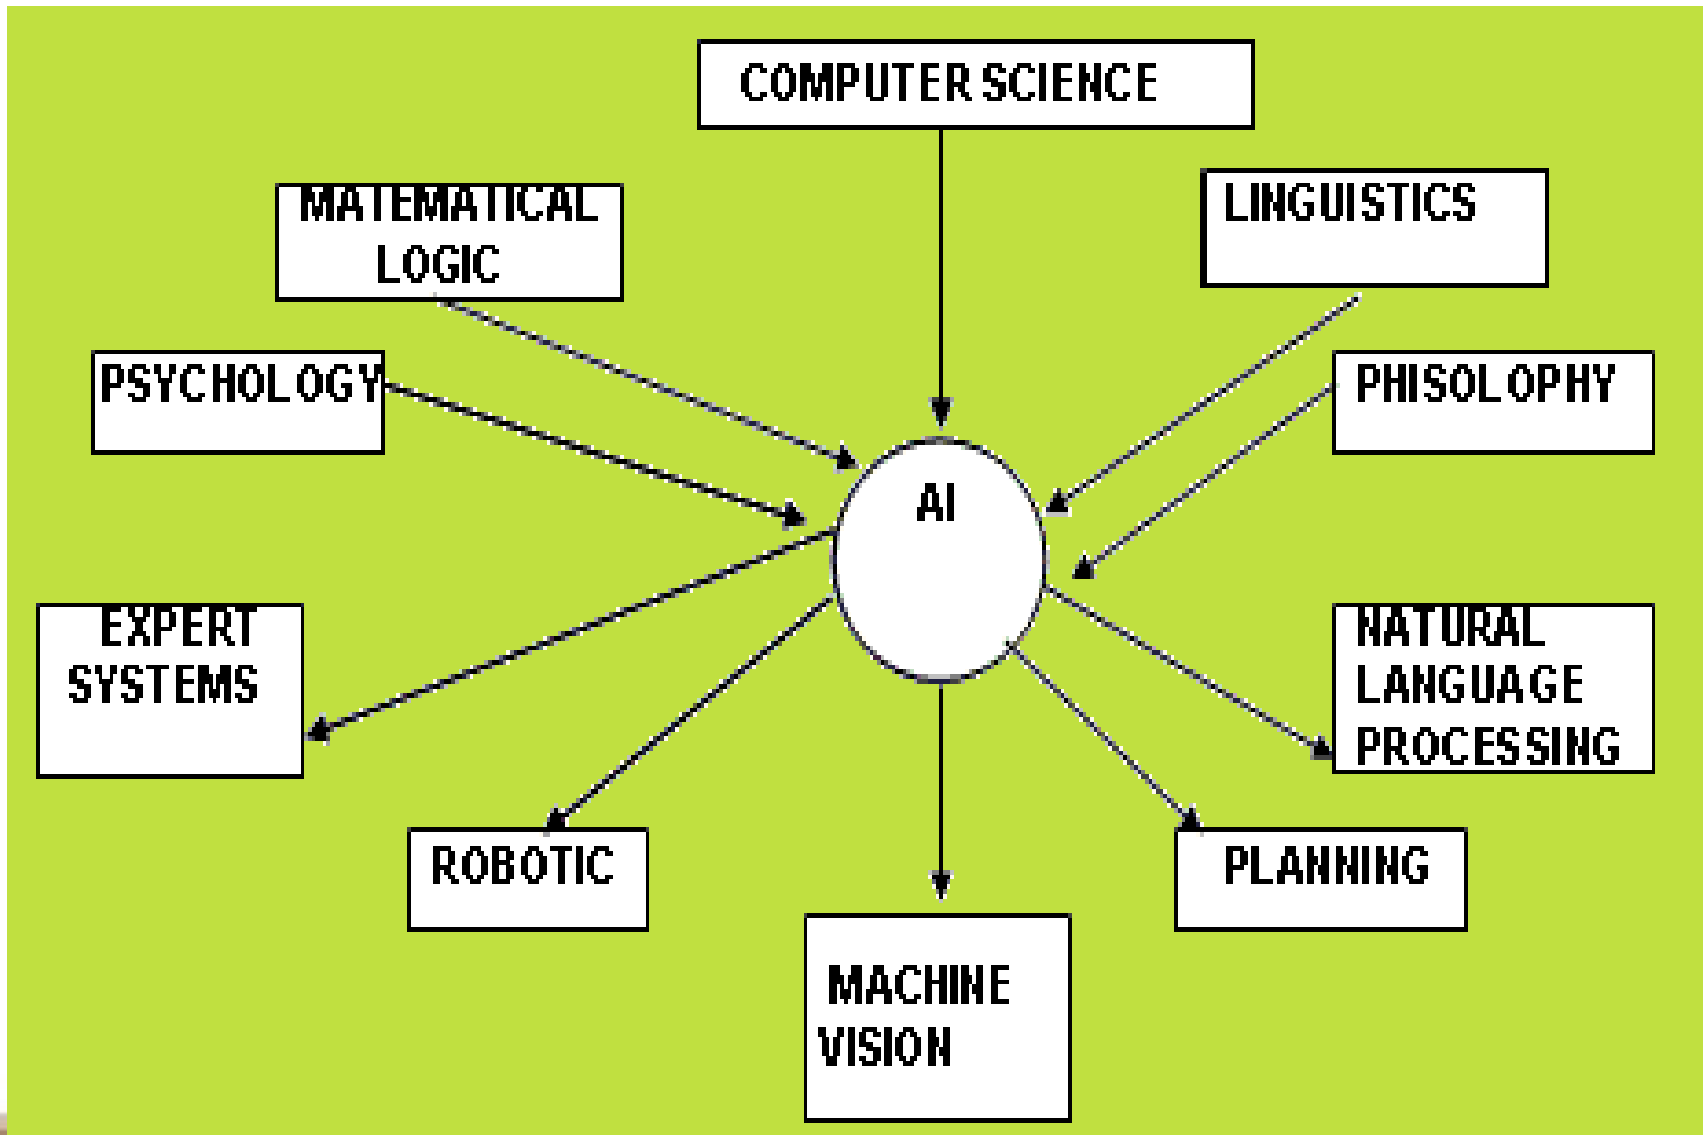 COMPUTER SCIENCE
MATEMATICAL
LOGIC
LINGUISTICS
PSYCHOLOGY
PHISOLOPHY
AI
EXPERT
SYSTEMS
NATURAL
LANGUAGE
PROCESSING
ROBOTIC
PLANNING
MACHINE
VISION